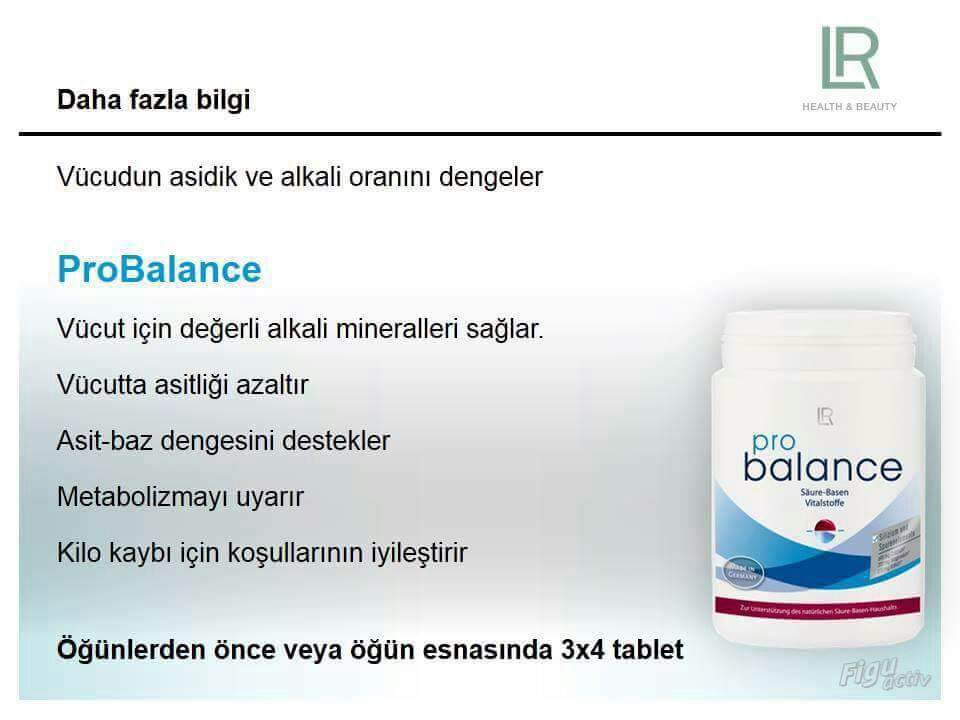 LR
HEALTH & BEAUTY
Daha fazla bilgi
Vücudun asidik ve alkali oranını dengeler
ProBalance
Vücut için değerli alkali mineralleri sağlar.
Vücutta asitliği azaltır
Asit-baz dengesini destekler
Metabolizmayı uyarır
Kilo kaybı için koşullarının iyileştirir
Öğünlerden önce veya öğün esnasında 3x4 tablet
LR
pro
balance
Säure-Basen
Vitalstoffe
Silizium und
Spurenelemente
MADE IN
GERMANY
Zur Unterstützung des natürlichen Säure-Basen-Haushalts
Figu
activ